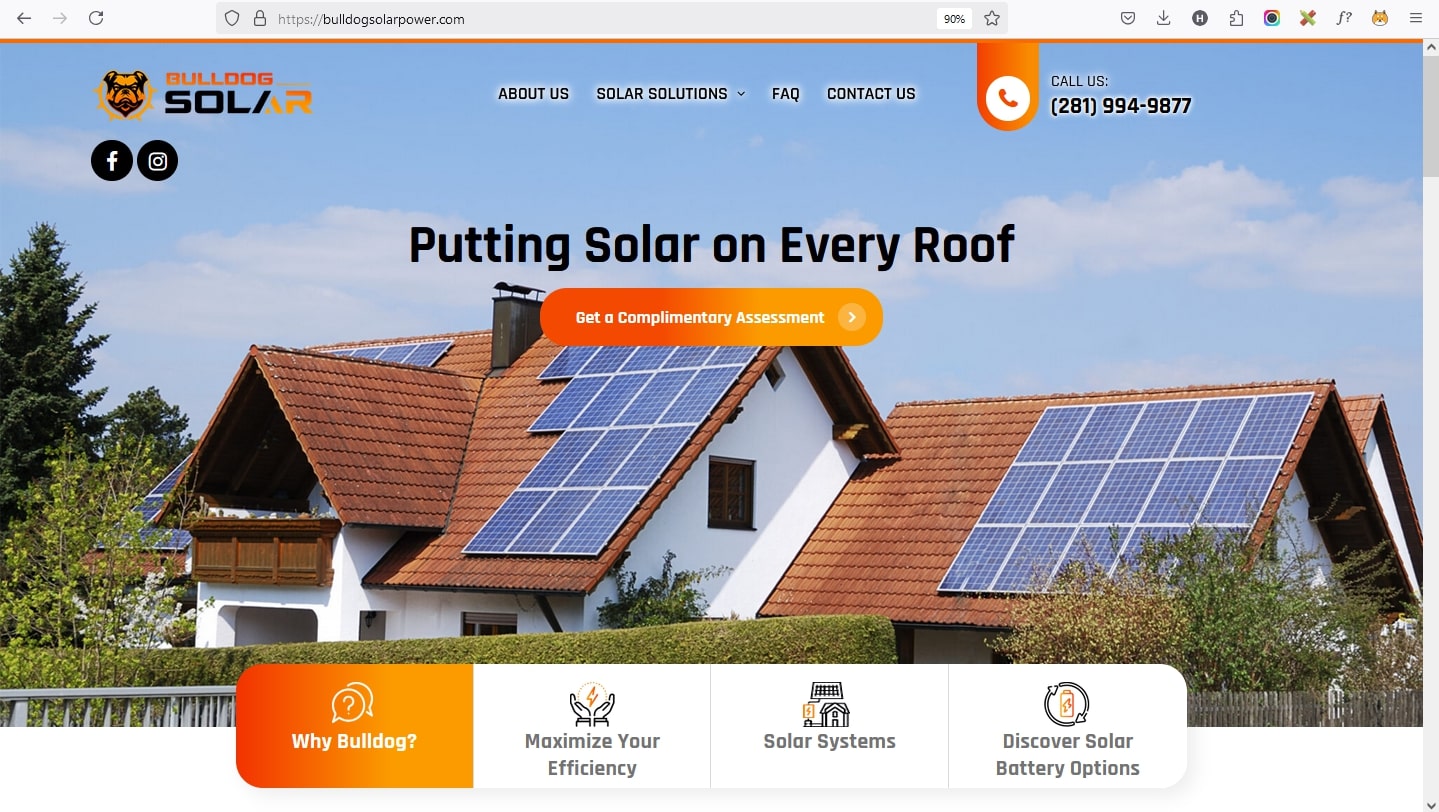 https://bulldogsolarpower.com
90%
H
f?
BULLDOG
SOLAR
ABOUT US
SOLAR SOLUTIONS
FAQ
CONTACT US
CALL US:
(281) 994-9877
Putting Solar on Every Roof
Get a Complimentary Assessment
Why Bulldog?
Maximize Your
Efficiency
Solar Systems
Discover Solar
Battery Options